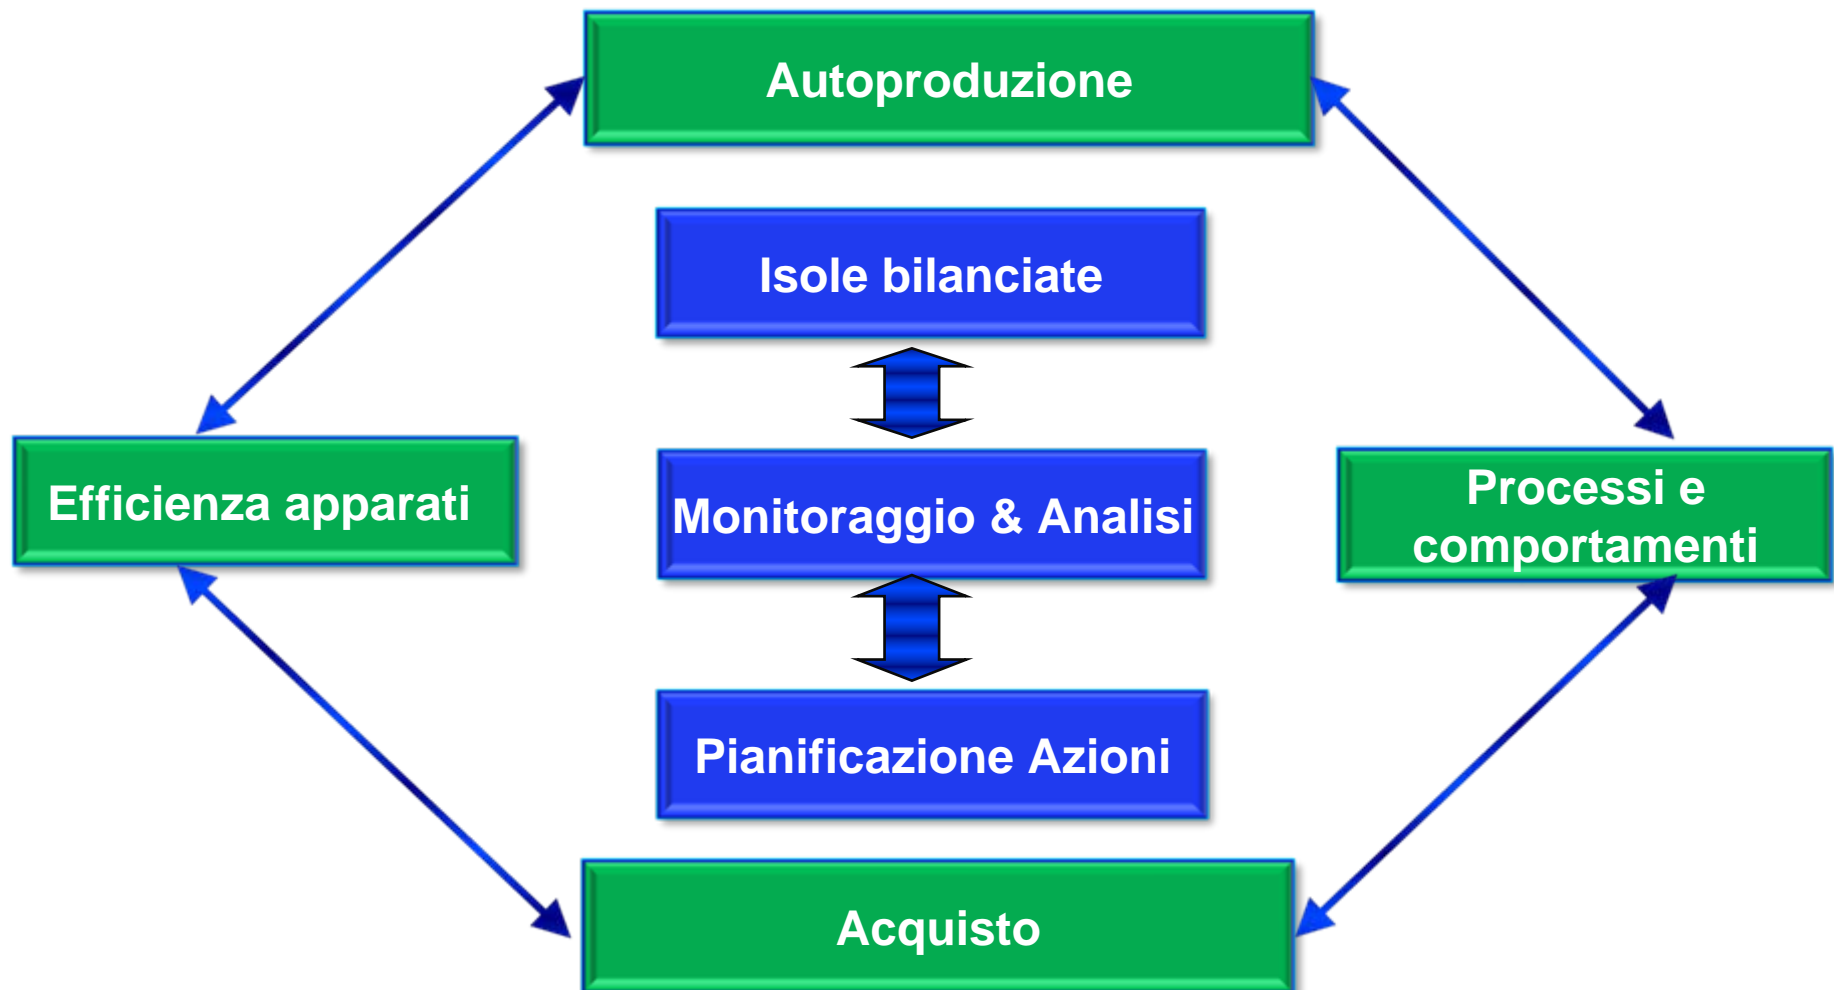 Autoproduzione
Isole bilanciate
Efficienza apparati
Monitoraggio & Analisi
Processi e
comportamenti
Pianificazione Azioni
Acquisto